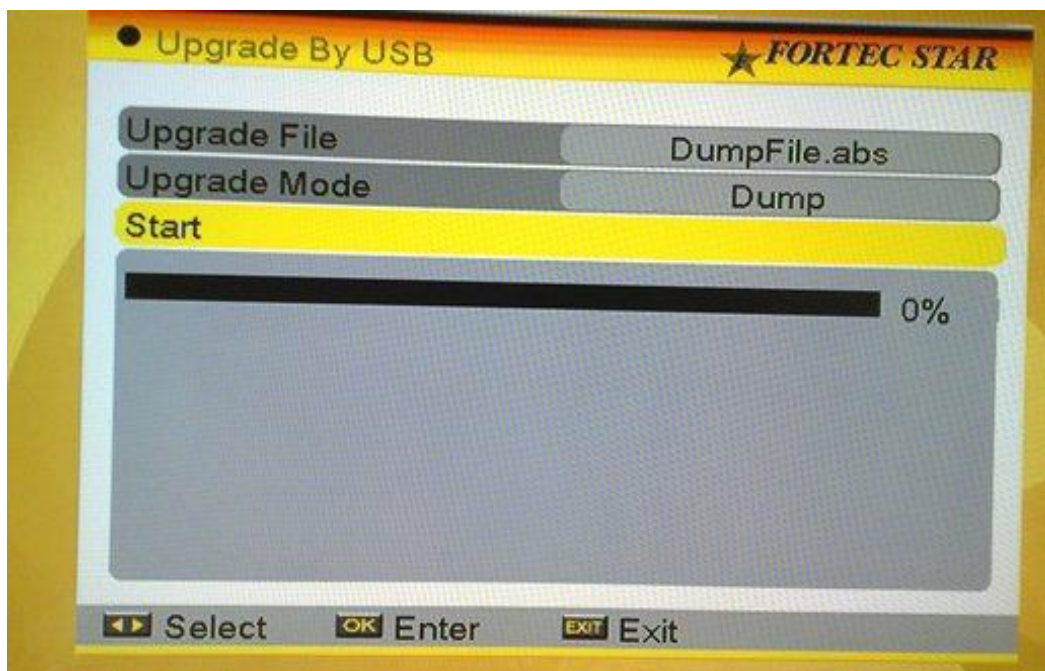 Upgrade By USB FORTEC STAR
Upgrade File DumpFile.abs
Upgrade Mode Dump
Start
0%
Select OK Enter EXIT Exit